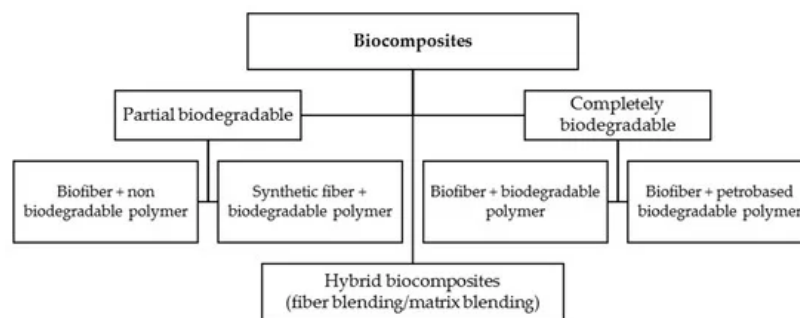 Biocomposites
Partial biodegradable
Completely
biodegradable
Biofiber + non
biodegradable polymer
Synthetic fiber +
biodegradable polymer
Biofiber + biodegradable
polymer
Biofiber + petrobased
biodegradable polymer
Hybrid biocomposites
(fiber blending/matrix blending)